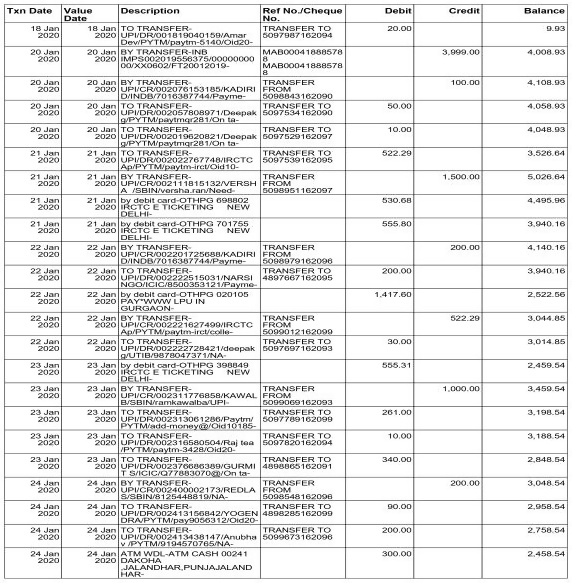 Txn Date Value Date Description Ref No./Cheque No. Debit Credit Balance
18 Jan 2020 18 Jan 2020 TO TRANSFER-UPI/DR/001819040159/Amar Dev/PYTM/paytm-5140/Oid20- TRANSFER TO 5097987162095 20.00 9.93
20 Jan 2020 20 Jan 2020 BY TRANSFER-INB IMPS002019556375/0000000000/XX0602/FT20012019- MAB000418885788 MAB000418885788 3,999.00 4,008.93
20 Jan 2020 20 Jan 2020 BY TRANSFER-UPI/CR/002076153185/KADIRI D/INDB/7016387744/Payme- TRANSFER FROM 5098843162090 100.00 4,108.93
20 Jan 2020 20 Jan 2020 TO TRANSFER-UPI/DR/002057808971/Deepak g/PYTM/paytmqr281/On ta- TRANSFER TO 5097534162090 50.00 4,058.93
20 Jan 2020 20 Jan 2020 TO TRANSFER-UPI/DR/002019620821/Deepak g/PYTM/paytmqr281/On ta- TRANSFER TO 5097529162097 10.00 4,048.93
21 Jan 2020 21 Jan 2020 TO TRANSFER-UPI/DR/002022767748/IRCTC Ap/PYTM/paytm-irct/Oid10- TRANSFER TO 5097539162095 522.29 3,526.64
21 Jan 2020 21 Jan 2020 BY TRANSFER-UPI/CR/002111815132/VERSH A /SBIN/versha.ran/Need- TRANSFER FROM 5098951162097 1,500.00 5,026.64
21 Jan 2020 21 Jan 2020 by debit card-OTHPG 698802 IRCTC E TICKETING NEW DELHI- 530.68 4,495.96
21 Jan 2020 21 Jan 2020 by debit card-OTHPG 701755 IRCTC E TICKETING NEW DELHI- 555.80 3,940.16
22 Jan 2020 22 Jan 2020 BY TRANSFER-UPI/CR/002201725688/KADIRI D/INDB/7016387744/Payme- TRANSFER FROM 5098979162096 200.00 4,140.16
22 Jan 2020 22 Jan 2020 TO TRANSFER-UPI/DR/002222515031/NARSI NGO/ICIC/8500353121/Payme- TRANSFER TO 4897667162095 200.00 3,940.16
22 Jan 2020 22 Jan 2020 by debit card-OTHPG 020105 PAY*WWW LPU IN GURGAON- 1,417.60 2,522.56
22 Jan 2020 22 Jan 2020 BY TRANSFER-UPI/CR/002221627499/IRCTC Ap/PYTM/paytm-irct/colle- TRANSFER FROM 5099012162099 522.29 3,044.85
22 Jan 2020 22 Jan 2020 TO TRANSFER-UPI/DR/002222728421/deepak g/UTIB/9878047371/NA- TRANSFER TO 5097697162093 30.00 3,014.85
23 Jan 2020 23 Jan 2020 by debit card-OTHPG 398849 IRCTC E TICKETING NEW DELHI- 555.31 2,459.54
23 Jan 2020 23 Jan 2020 BY TRANSFER-UPI/CR/002311776858/KAWAL B/SBIN/ramkawalba/UPI- TRANSFER FROM 5099069162093 1,000.00 3,459.54
23 Jan 2020 23 Jan 2020 TO TRANSFER-UPI/DR/002313061286/Paytm/PYTM/add-money@/Oid10185- TRANSFER TO 5097789162099 261.00 3,198.54
23 Jan 2020 23 Jan 2020 TO TRANSFER-UPI/DR/002316580504/Raj tea /PYTM/paytm-3428/Oid20- TRANSFER TO 5097820162094 10.00 3,188.54
23 Jan 2020 23 Jan 2020 TO TRANSFER-UPI/DR/002376686389/GURMI T S/ICIC/Q77883070@/On ta- TRANSFER TO 4898865162091 340.00 2,848.54
24 Jan 2020 24 Jan 2020 BY TRANSFER-UPI/CR/002400002173/REDLA S/SBIN/8125448819/NA- TRANSFER FROM 5098548162096 200.00 3,048.54
24 Jan 2020 24 Jan 2020 TO TRANSFER-UPI/DR/002413156842/YOGEN DRA/PYTM/pay9056312/Oid20- TRANSFER TO 4898285162099 90.00 2,958.54
24 Jan 2020 24 Jan 2020 TO TRANSFER-UPI/DR/002413438147/Anubha v /PYTM/9194570765/NA- TRANSFER TO 5099673162096 200.00 2,758.54
24 Jan 2020 24 Jan 2020 ATM WDL-ATM CASH 00241 DAKOHA ,JALANDHAR,PUNJAJALAND HAR- 300.00 2,458.54